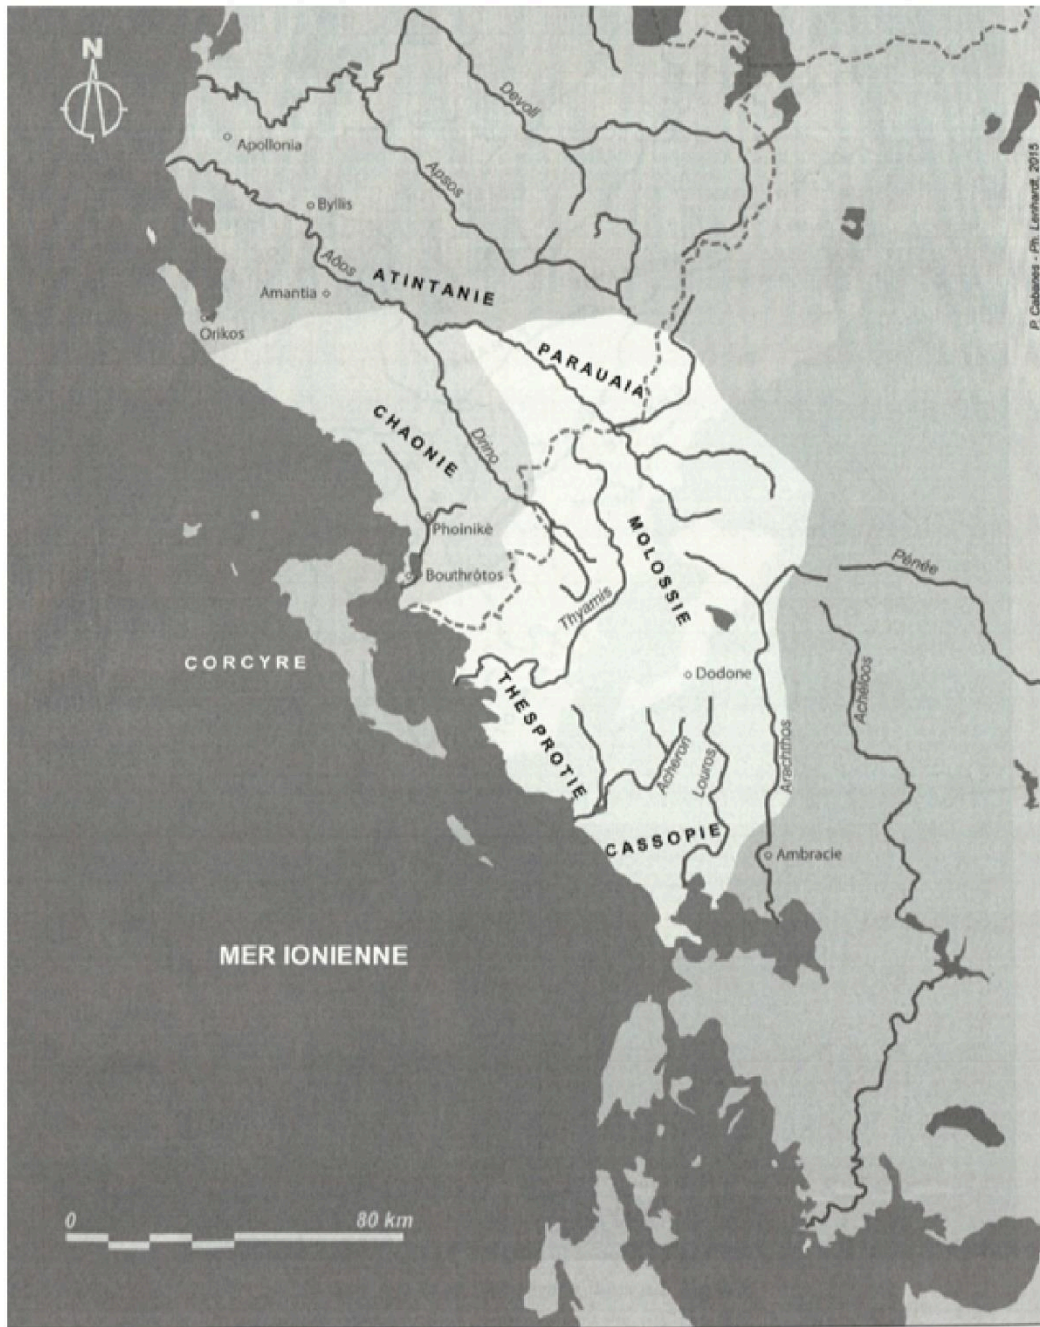 N
Devoll
Apollonia
Apsos
Byllis
Aôos
ATINTANIE
Amantia
Orikos
PARAUAIA
CHAONIE
Drino
Phoinikè
MOLOSSIE
Bouthrôtos
Thyamis
Pénée
CORCYRE
Dodone
Achéloos
THESPROTIE
Achéron
Louros
Arachthos
CASSOPIE
Ambracie
MER IONIENNE
0 80 km
P. Cabanes - Ph. Lenhardt, 2015